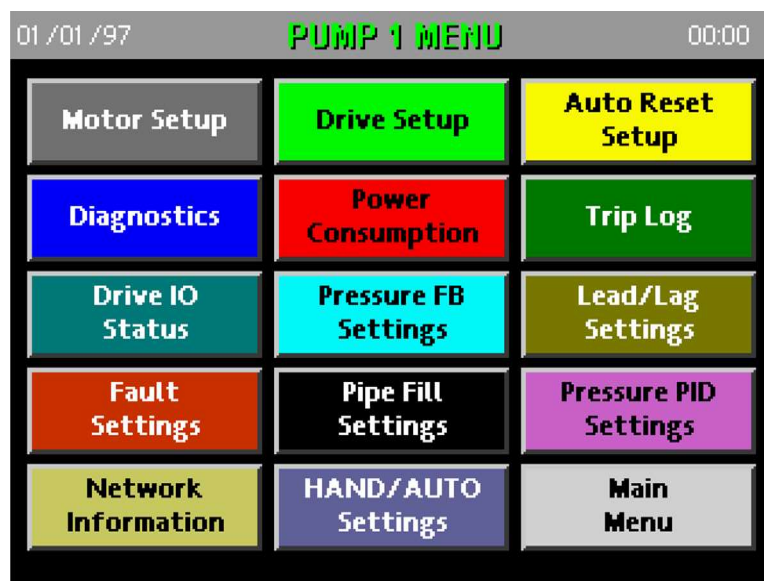 01/01/97 PUMP 1 MENU 00:00
Motor Setup
Drive Setup
Auto Reset
Setup
Diagnostics
Power
Consumption
Trip Log
Drive IO
Status
Pressure FB
Settings
Lead/Lag
Settings
Fault
Settings
Pipe Fill
Settings
Pressure PID
Settings
Network
Information
HAND/AUTO
Settings
Main
Menu